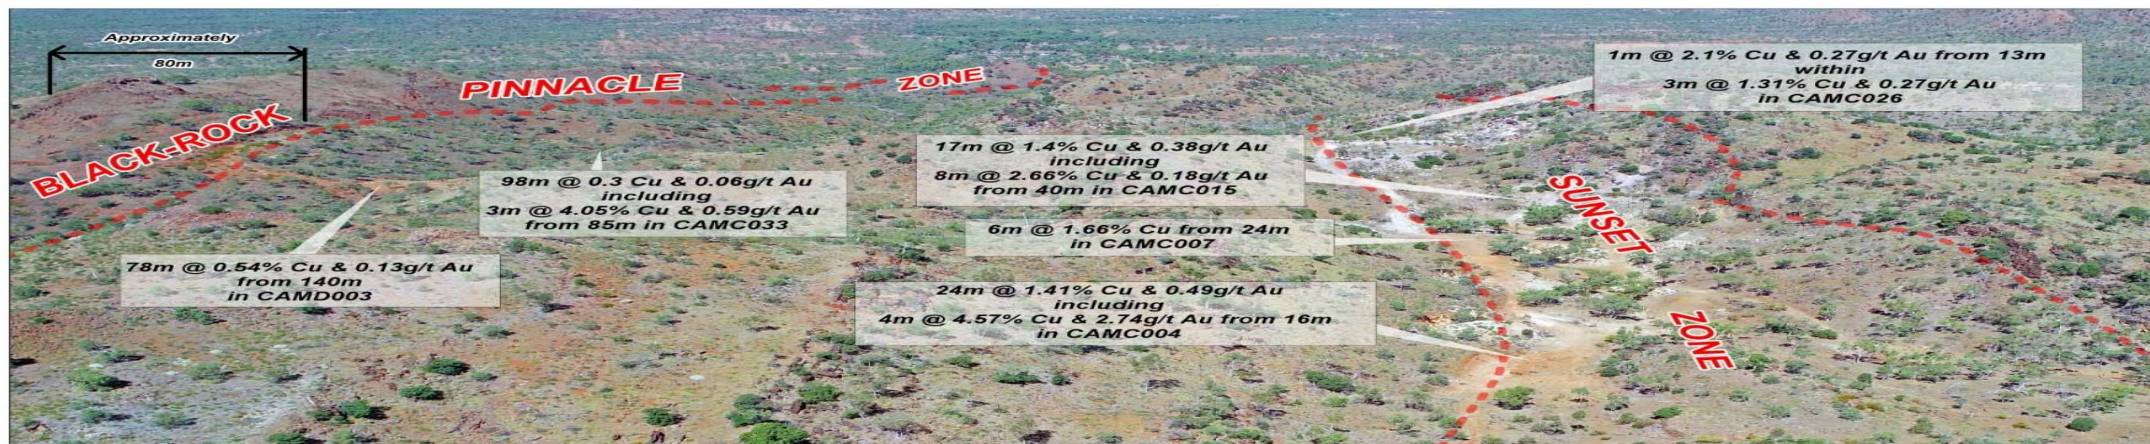 Approximately
80m
BLACK-ROCK
PINNACLE
ZONE
98m @ 0.3 Cu & 0.06g/t Au
including
3m @ 4.05% Cu & 0.59g/t Au
from 85m in CAMC033
78m @ 0.54% Cu & 0.13g/t Au
from 140m
in CAMD003
1m @ 2.1% Cu & 0.27g/t Au from 13m
within
3m @ 1.31% Cu & 0.27g/t Au
in CAMC026
17m @ 1.4% Cu & 0.38g/t Au
including
8m @ 2.66% Cu & 0.18g/t Au
from 40m in CAMC015
6m @ 1.66% Cu from 24m
in CAMC007
24m @ 1.41% Cu & 0.49g/t Au
including
4m @ 4.57% Cu & 2.74g/t Au from 16m
in CAMC004
SUNSET
ZONE